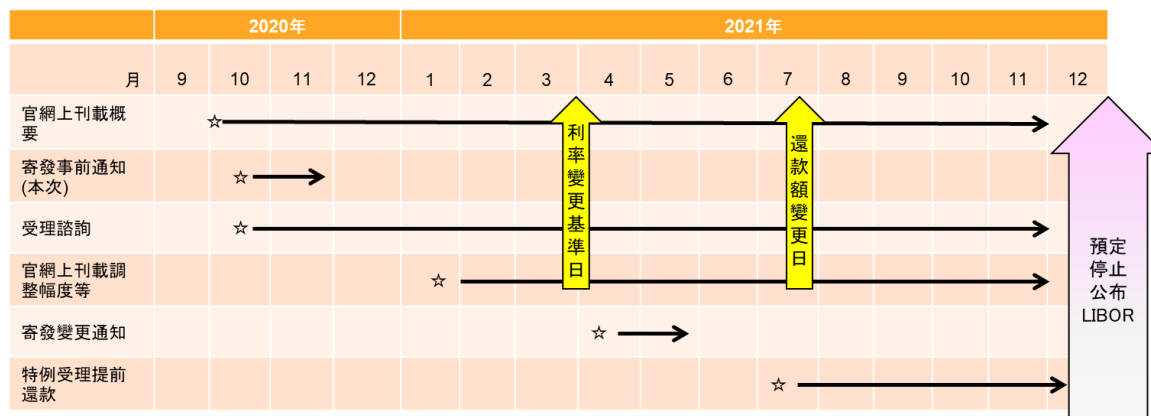 2020年 2021年
月 9 10 11 12 1 2 3 4 5 6 7 8 9 10 11 12
官網上刊載概
要
寄發事前通知
(本次)
受理諮詢
官網上刊載調
整幅度等
寄發變更通知
特例受理提前
還款
利率變更基準日
還款額變更日
預定
停止
公布
LIBOR